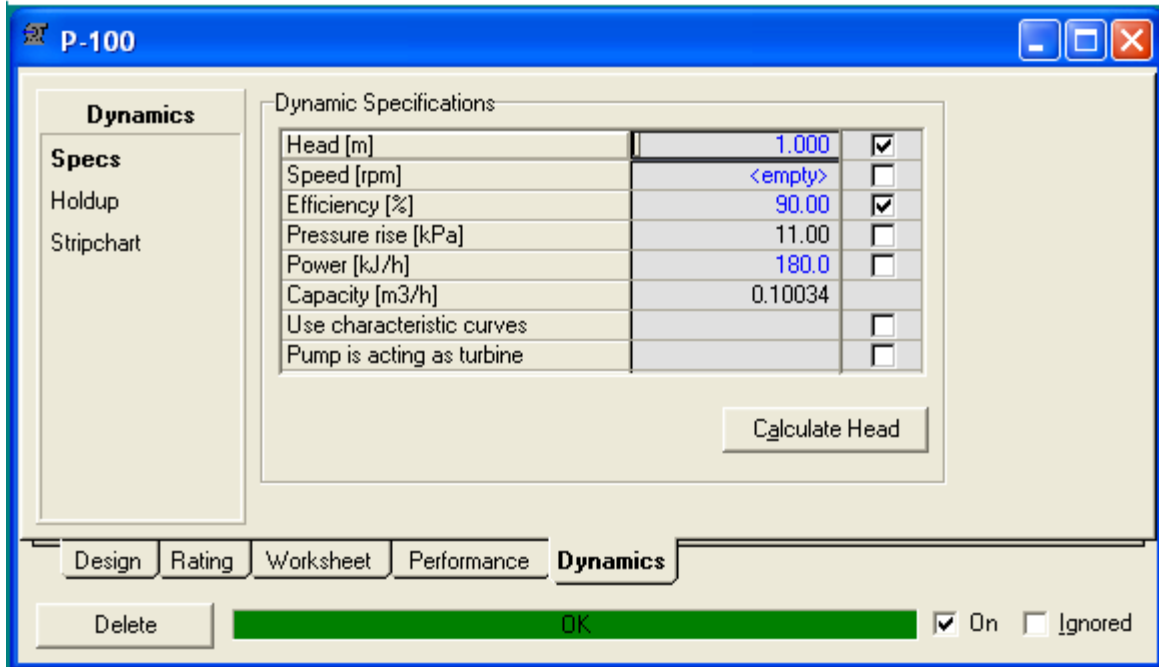 P-100
Dynamics
Specs
Holdup
Stripchart
Dynamic Specifications
Head [m] 1.000
Speed [rpm] <empty>
Efficiency [%] 90.00
Pressure rise [kPa] 11.00
Power [kJ/h] 180.0
Capacity [m3/h] 0.10034
Use characteristic curves
Pump is acting as turbine
Calculate Head
Design Rating Worksheet Performance Dynamics
Delete OK On Ignored